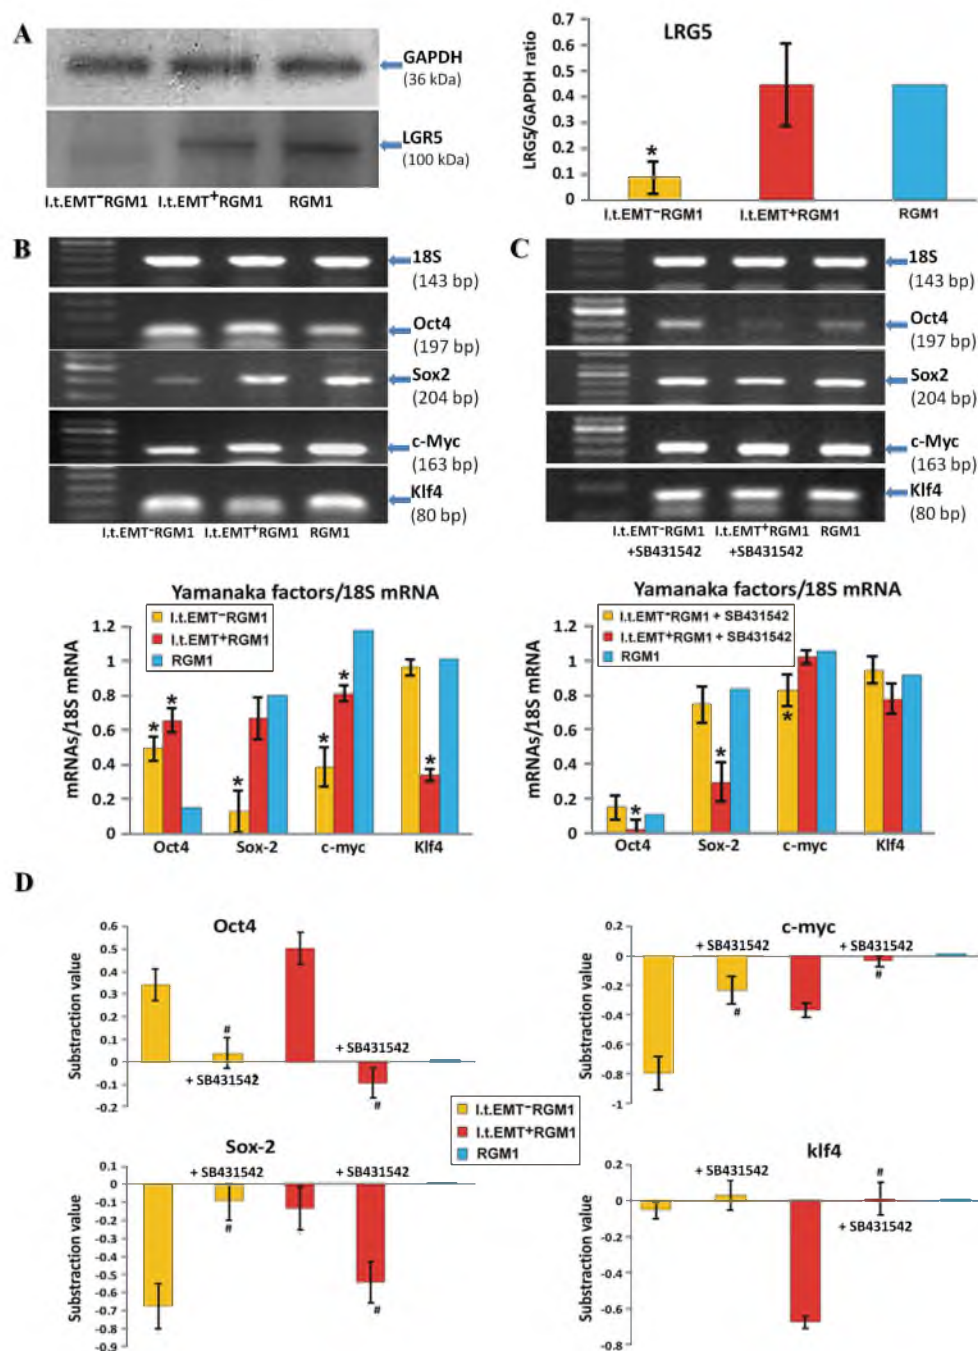 A
GAPDH
(36 kDa)
LGR5
(100 kDa)
I.t.EMT⁻RGM1 I.t.EMT⁺RGM1 RGM1
LRG5
LRG5/GAPDH ratio
0.7
0.6
0.5
0.4
0.3
0.2
0.1
0
*
I.t.EMT⁻RGM1 I.t.EMT⁺RGM1 RGM1
B
18S
(143 bp)
Oct4
(197 bp)
Sox2
(204 bp)
c-Myc
(163 bp)
Klf4
(80 bp)
I.t.EMT⁻RGM1 I.t.EMT⁺RGM1 RGM1
C
18S
(143 bp)
Oct4
(197 bp)
Sox2
(204 bp)
c-Myc
(163 bp)
Klf4
(80 bp)
I.t.EMT⁻RGM1 I.t.EMT⁺RGM1 RGM1
+SB431542 +SB431542
Yamanaka factors/18S mRNA
I.t.EMT⁻RGM1
I.t.EMT⁺RGM1
RGM1
mRNAs/18S mRNA
1.2
1
0.8
0.6
0.4
0.2
0
* * * * * *
Oct4 Sox-2 c-myc Klf4
Yamanaka factors/18S mRNA
I.t.EMT⁻RGM1 + SB431542
I.t.EMT⁺RGM1 + SB431542
RGM1
mRNAs/18S mRNA
1.2
1
0.8
0.6
0.4
0.2
0
* * *
Oct4 Sox-2 c-myc Klf4
D
Oct4
Substraction value
0.6
0.5
0.4
0.3
0.2
0.1
0
-0.1
-0.2
#
+ SB431542
+ SB431542
#
c-myc
Substraction value
0.2
0
-0.2
-0.4
-0.6
-0.8
-1
+ SB431542 + SB431542
#
#
I.t.EMT⁻RGM1
I.t.EMT⁺RGM1
RGM1
Sox-2
Substraction value
0.1
0
-0.1
-0.2
-0.3
-0.4
-0.5
-0.6
-0.7
-0.8
-0.9
+ SB431542 + SB431542
#
#
klf4
Substraction value
0.4
0.2
0
-0.2
-0.4
-0.6
-0.8
+ SB431542
#
+ SB431542